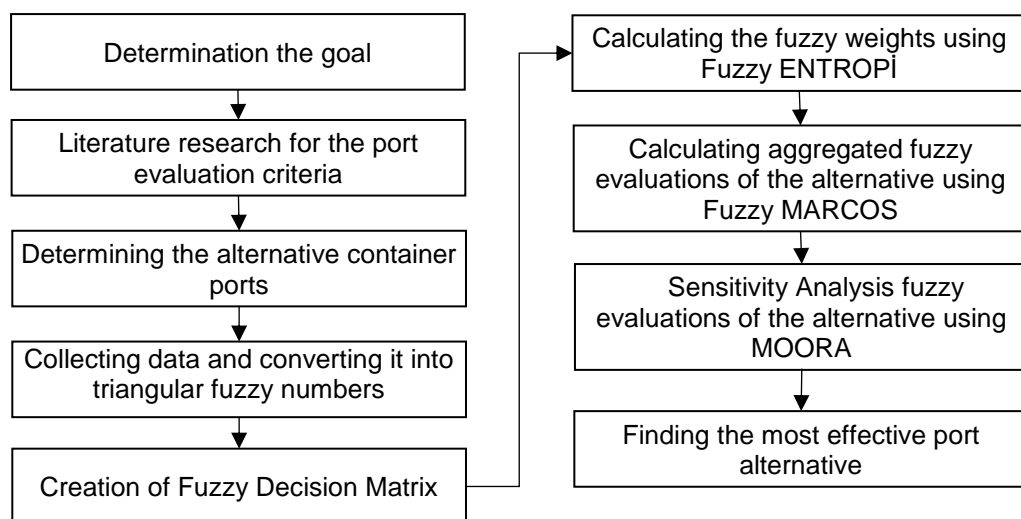 Determination the goal
Literature research for the port
evaluation criteria
Determining the alternative container
ports
Collecting data and converting it into
triangular fuzzy numbers
Creation of Fuzzy Decision Matrix
Calculating the fuzzy weights using
Fuzzy ENTROPİ
Calculating aggregated fuzzy
evaluations of the alternative using
Fuzzy MARCOS
Sensitivity Analysis fuzzy
evaluations of the alternative using
MOORA
Finding the most effective port
alternative